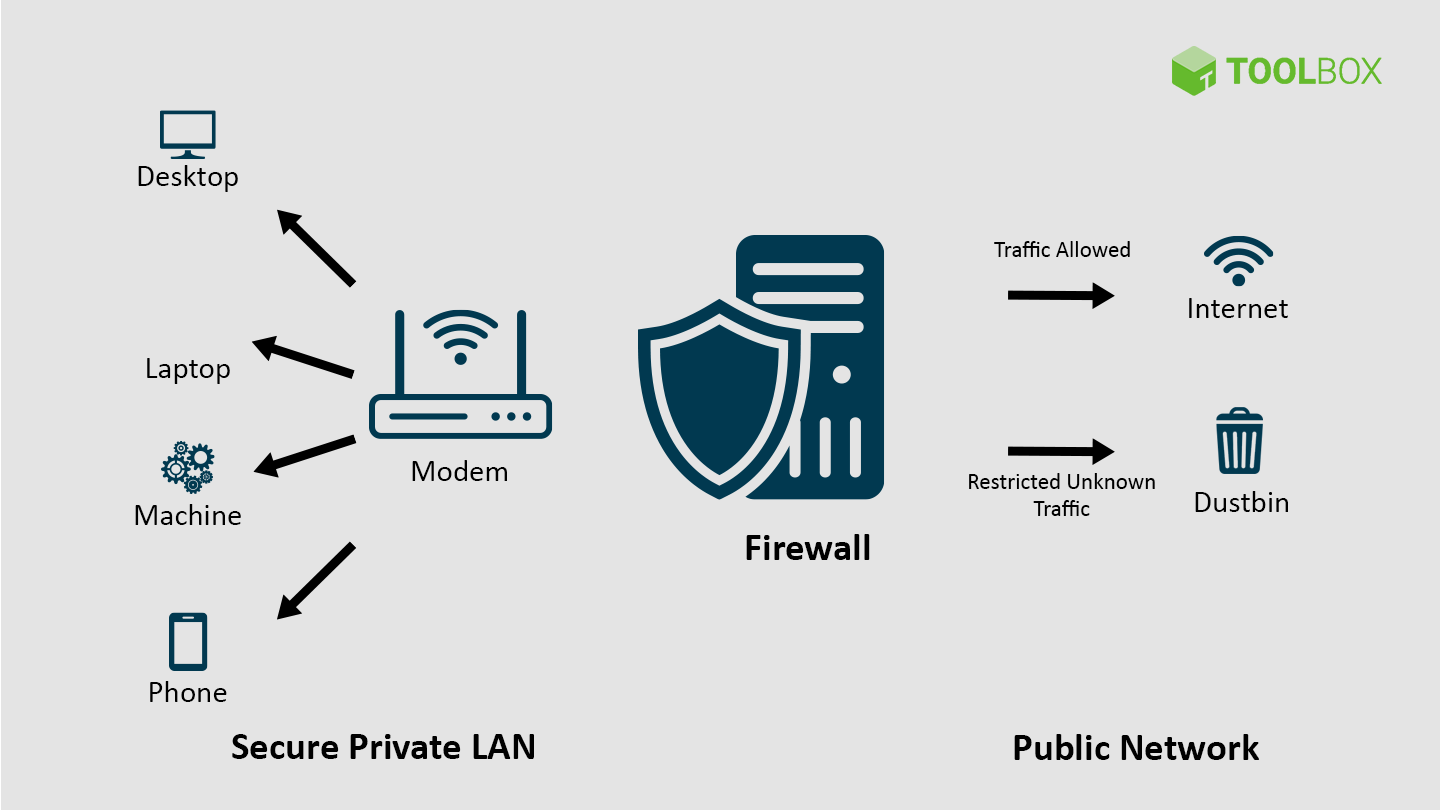 TOOLBOX
Desktop
Laptop
Machine
Phone
Modem
Secure Private LAN
Firewall
Traffic Allowed
Internet
Restricted Unknown
Traffic
Dustbin
Public Network